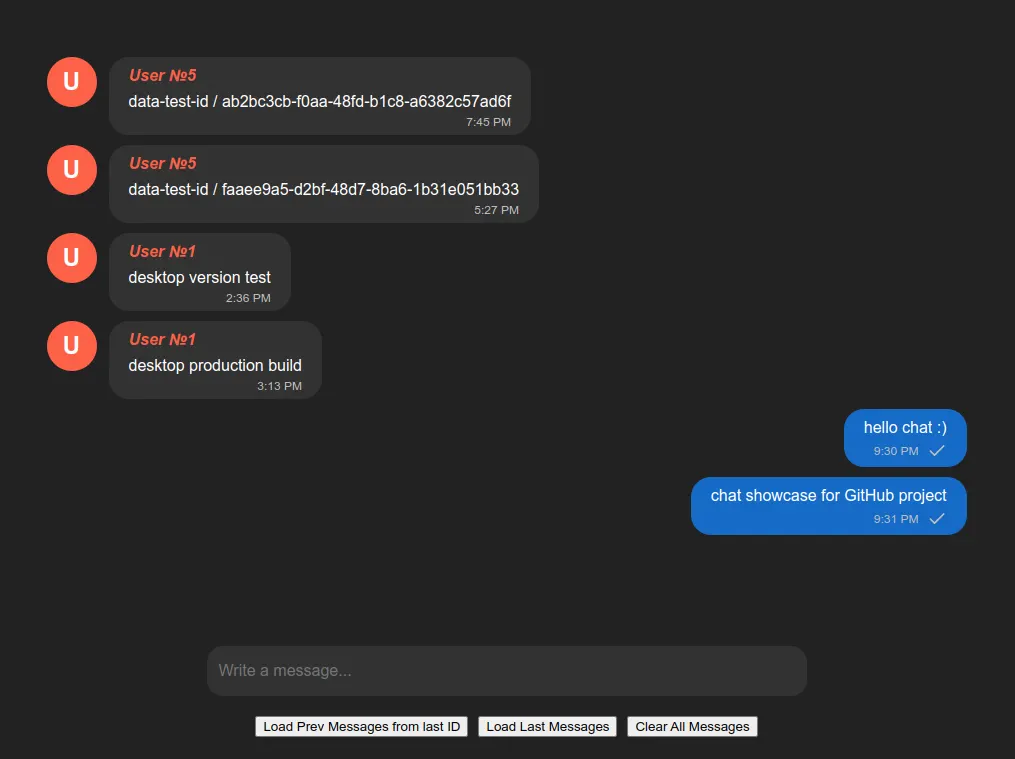 U
User №5
data-test-id / ab2bc3cb-f0aa-48fd-b1c8-a6382c57ad6f
7:45 PM
U
User №5
data-test-id / faaee9a5-d2bf-48d7-8ba6-1b31e051bb33
5:27 PM
U
User №1
desktop version test
2:36 PM
U
User №1
desktop production build
3:13 PM
hello chat :)
9:30 PM
chat showcase for GitHub project
9:31 PM
Write a message...
Load Prev Messages from last ID Load Last Messages Clear All Messages